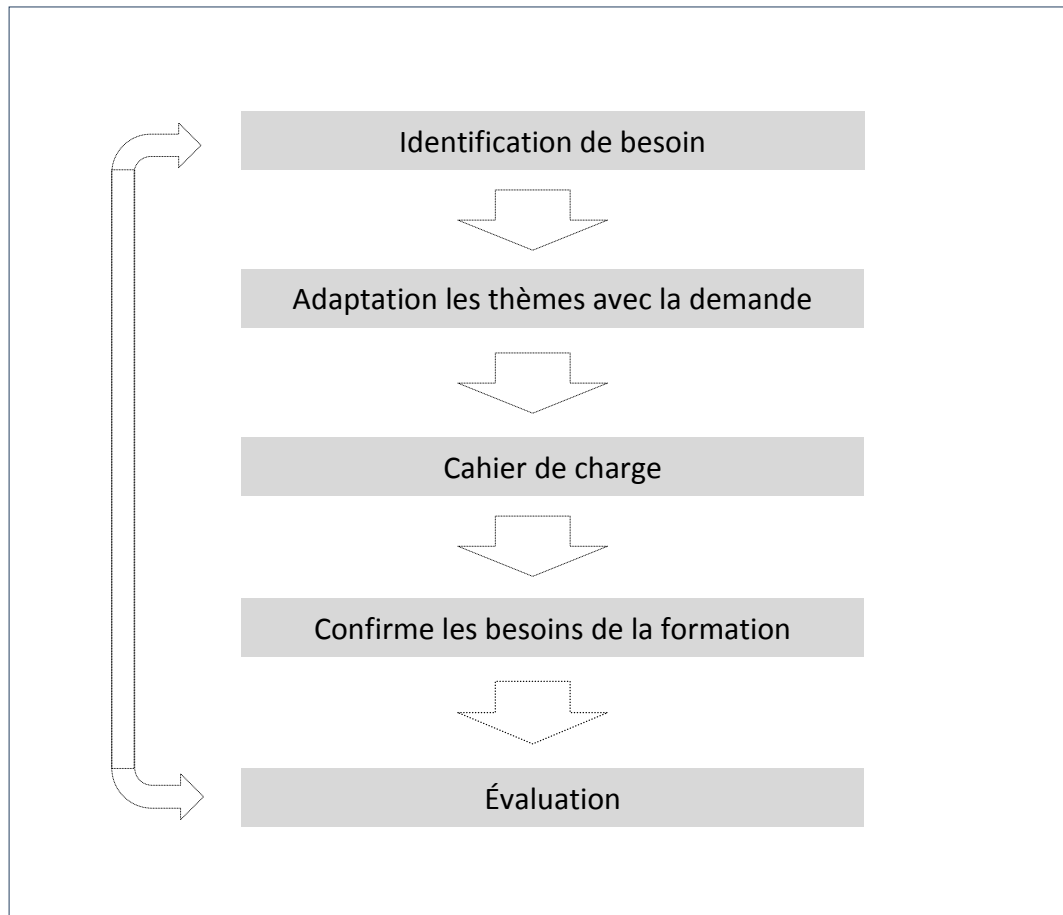 Identification de besoin
Adaptation les thèmes avec la demande
Cahier de charge
Confirme les besoins de la formation
Évaluation